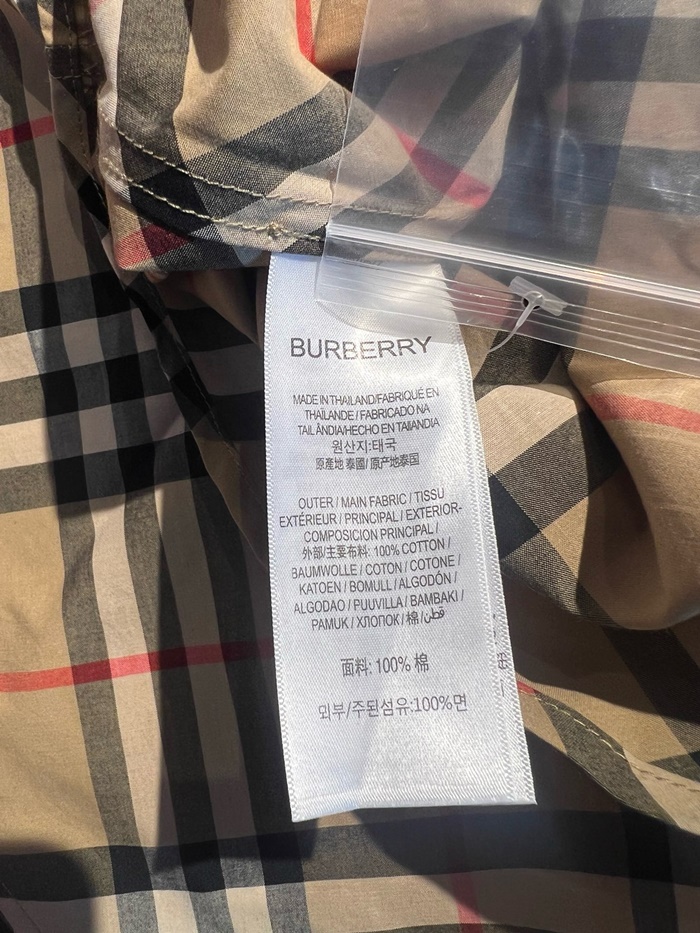 BURBERRY
MADE IN THAILAND/FABRIQUÉ EN
THAÏLANDE / FABRICADO NA
TAILÂNDIA/HECHO EN TAIIANDIA
원산지:태국
原產地 泰國/ 原产地泰国
OUTER / MAIN FABRIC / TISSU
EXTÉRIEUR / PRINCIPAL / EXTERIOR-
COMPOSICION PRINCIPAL /
外部/主要布料: 100% COTTON /
BAUMWOLLE / COTON / COTONE /
KATOEN / BOMULL / ALGODÓN /
ALGODAO / PUUVILLA / BAMBAKI /
PAMUK / ХЛОПОК / 棉 / قطن
面料: 100% 棉
외부/주된섬유:100%면